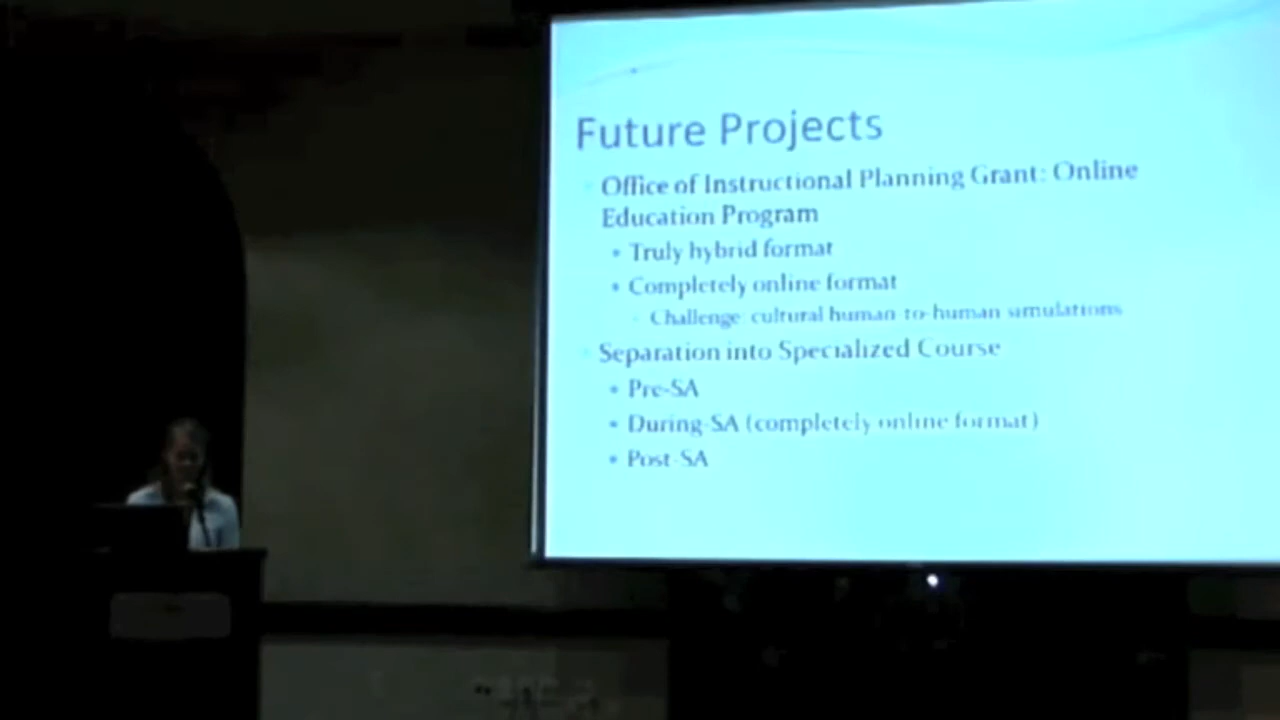 Future Projects
Office of Instructional Planning Grant: Online
Education Program
• Truly hybrid format
• Completely online format
Challenge: cultural human-to-human simulations
Separation into Specialized Course
• Pre-SA
• During-SA (completely online format)
• Post-SA